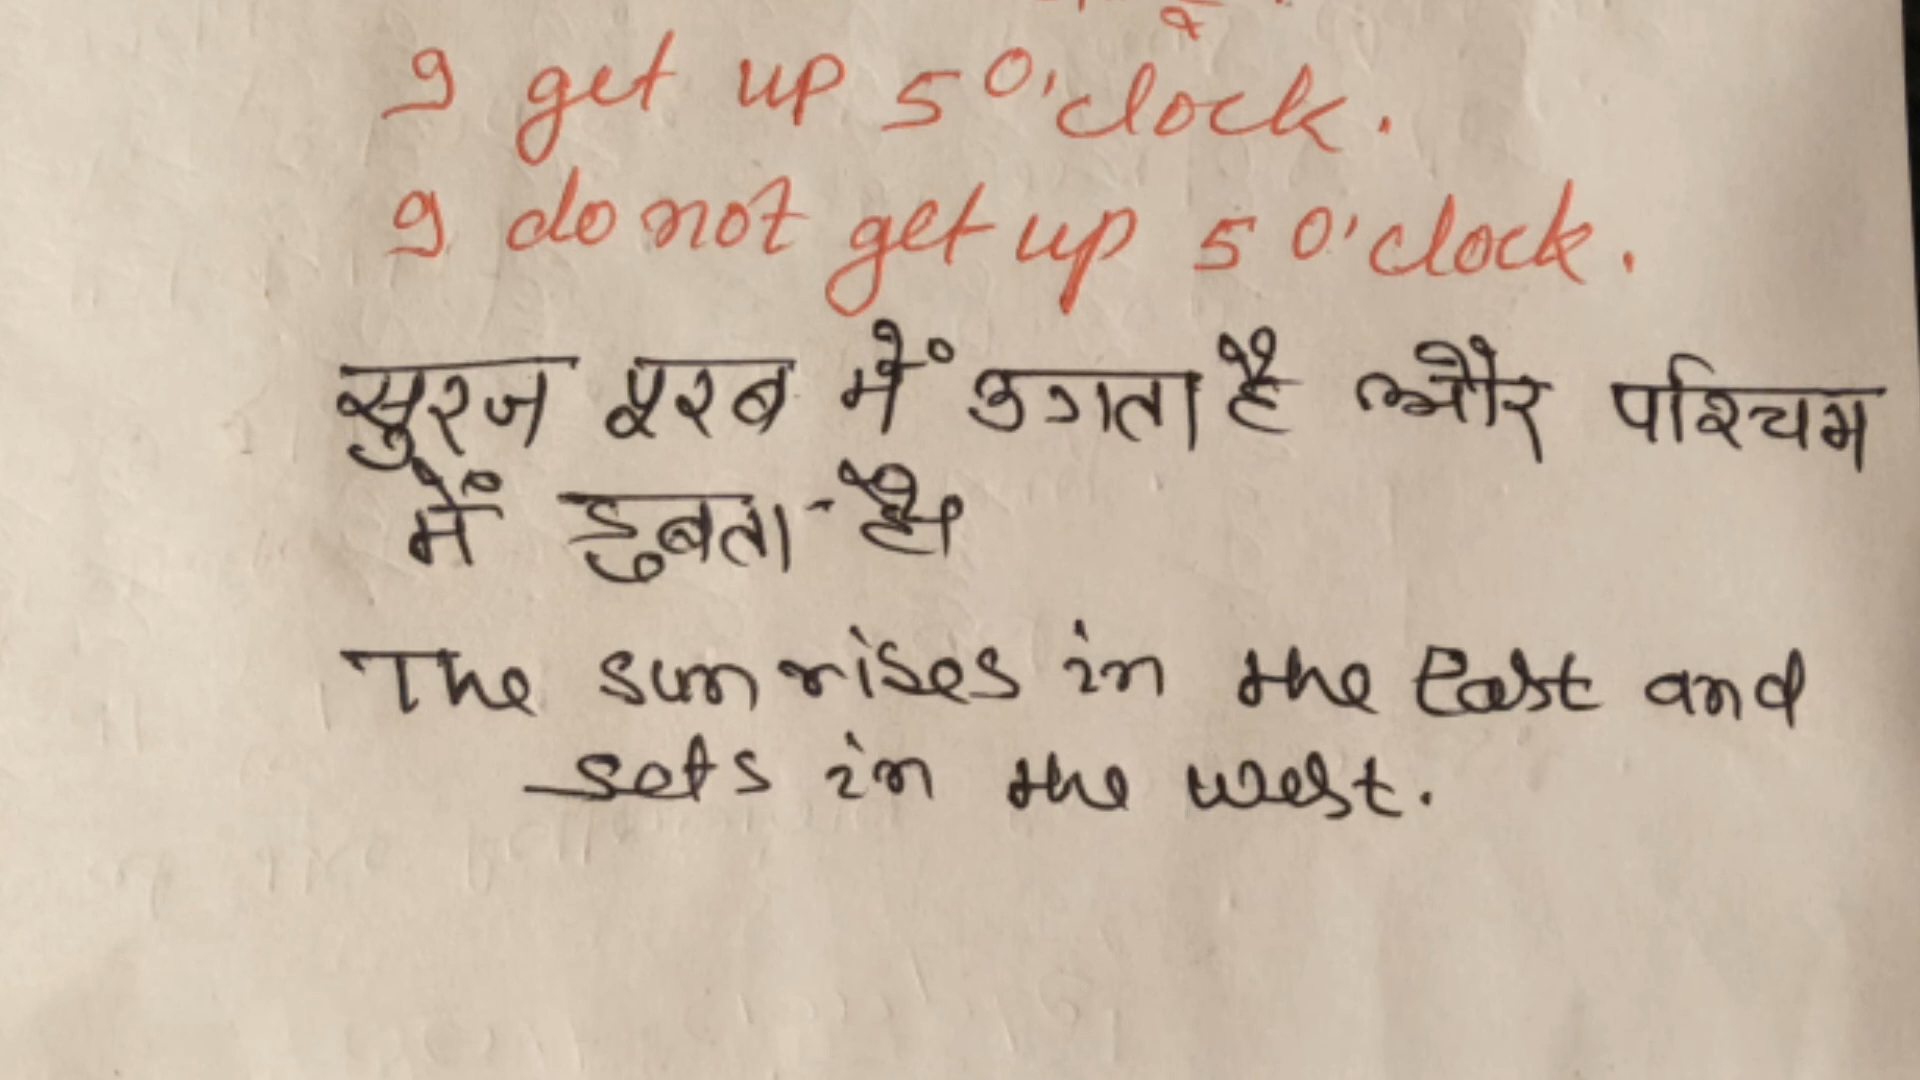 I get up 5 O'clock.
I do not get up 5 O'clock.
सुरज पूरब में उगता है और पश्चिम
में डुबता है।
The sun rises in the East and
sets in the west.